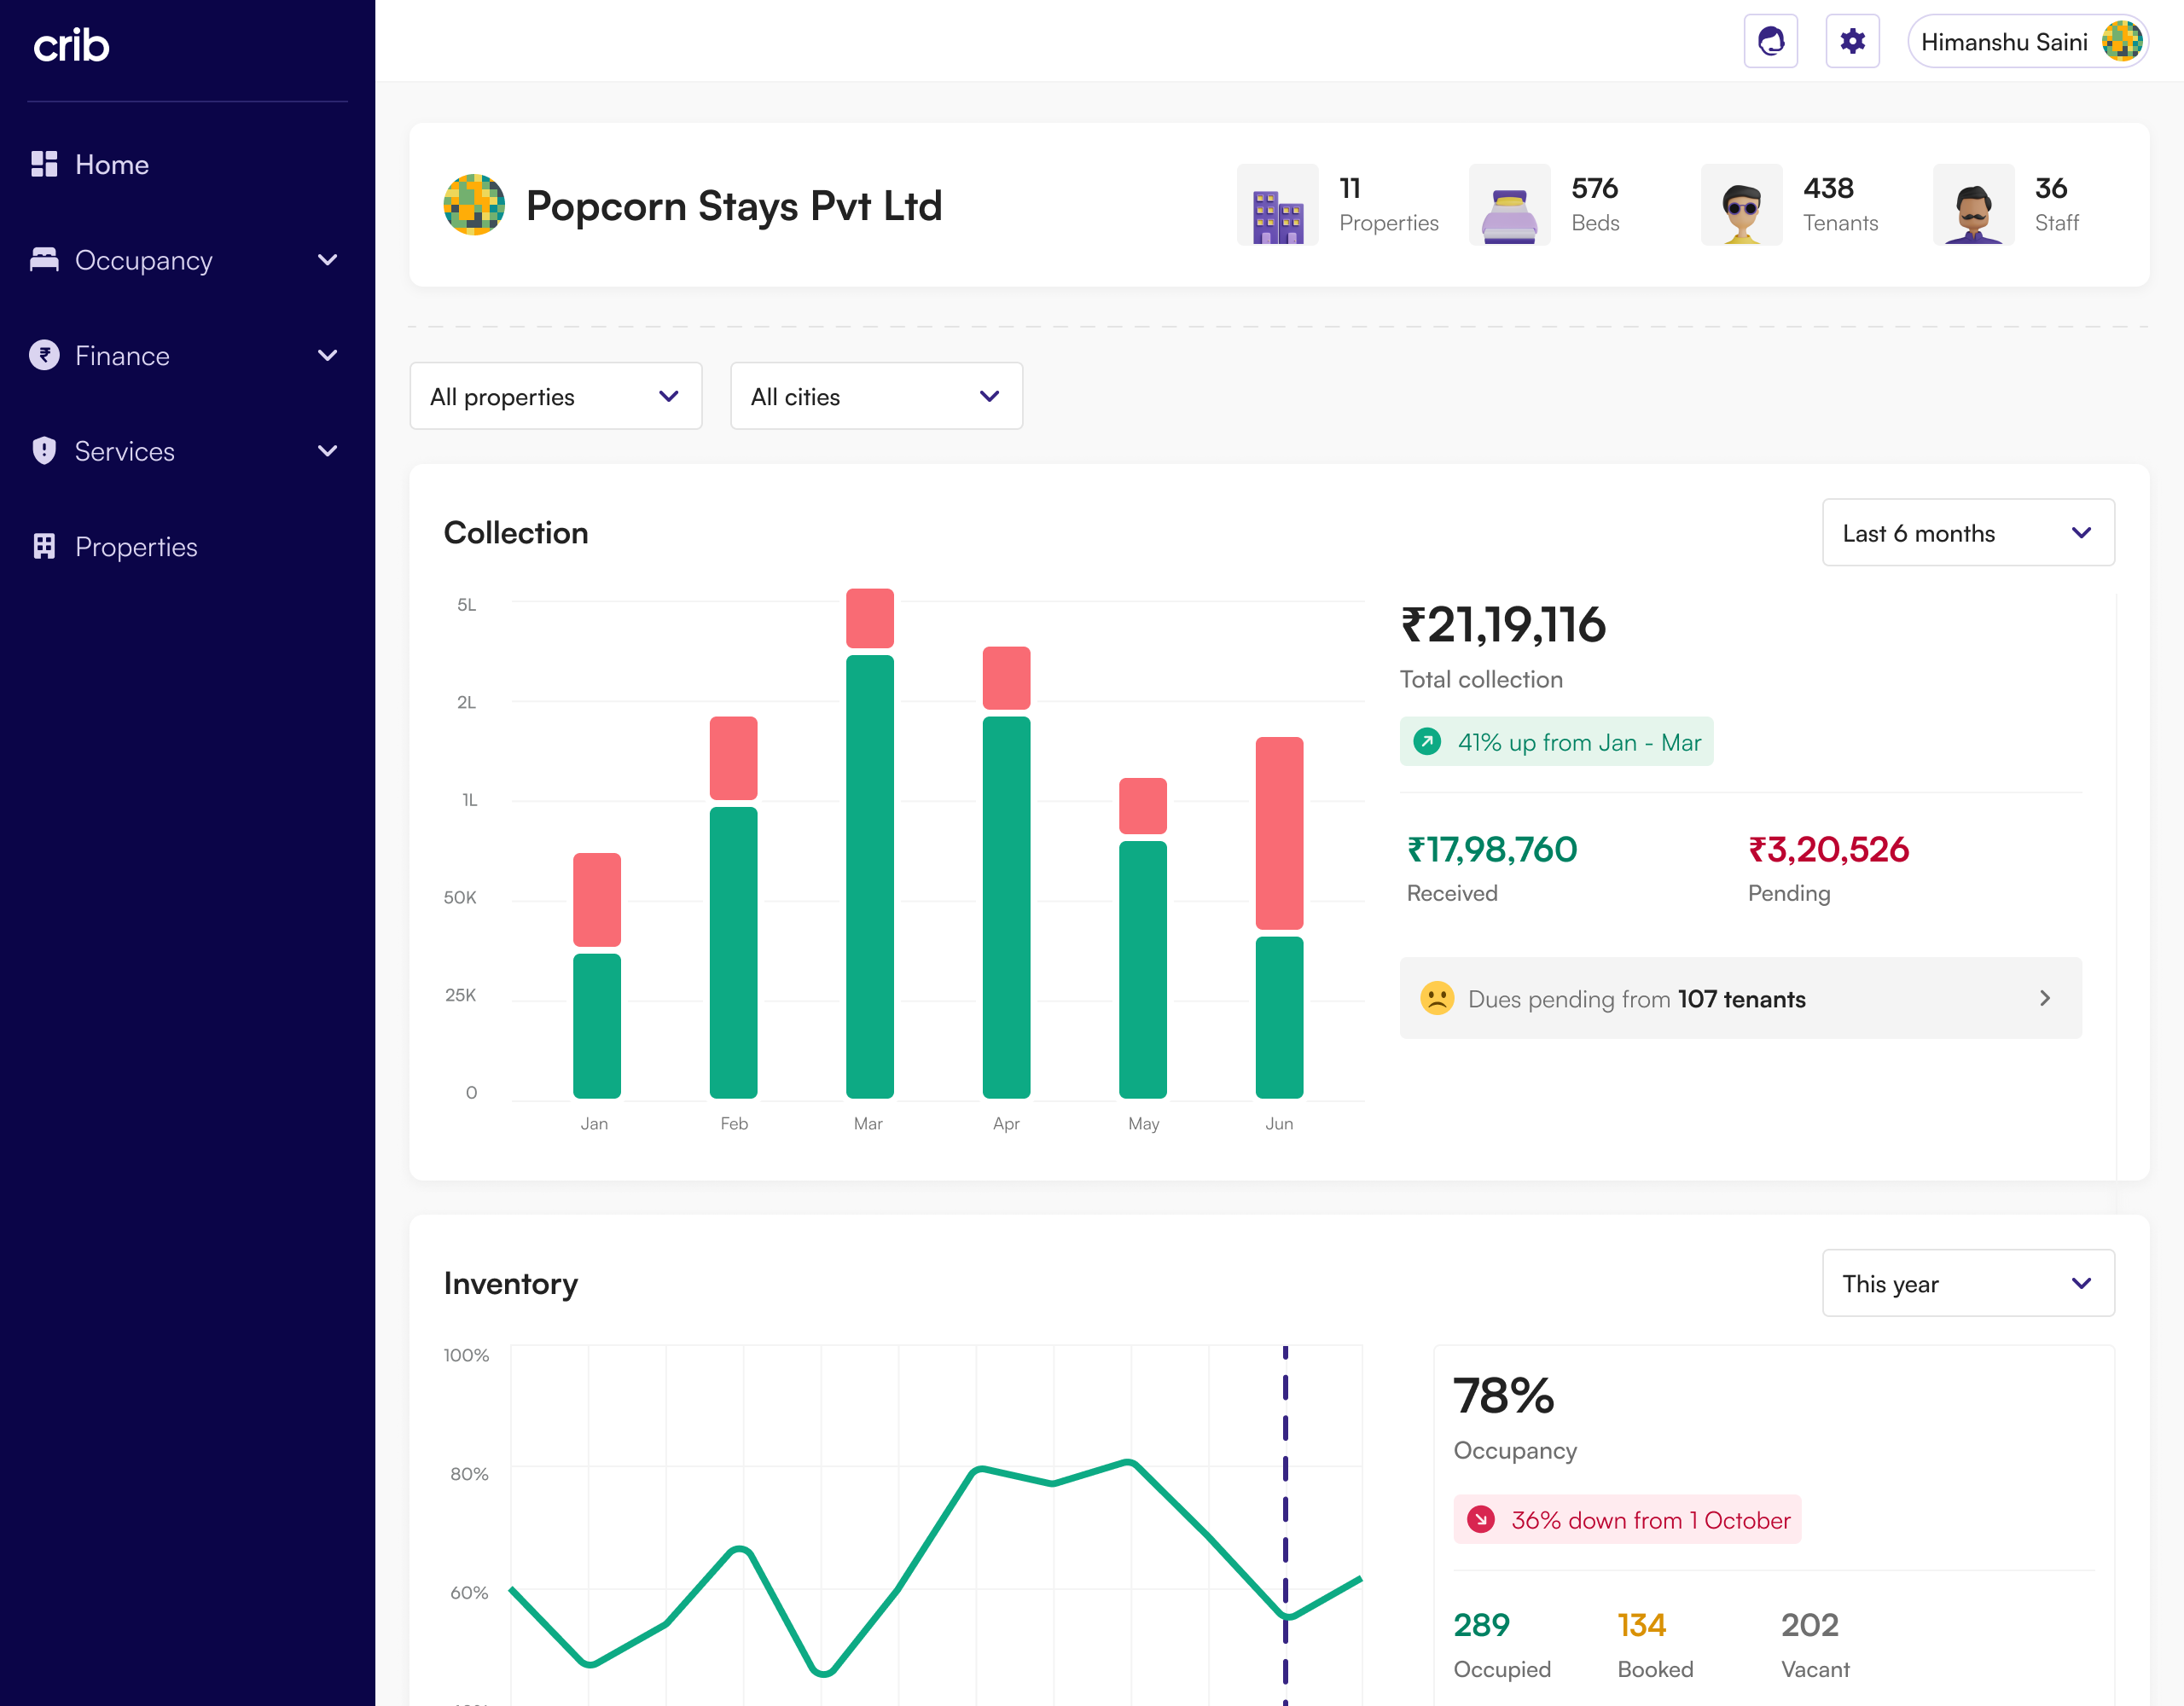 crib
Himanshu Saini
Home
Occupancy
Finance
Services
Properties
Popcorn Stays Pvt Ltd
11
Properties
576
Beds
438
Tenants
36
Staff
All properties
All cities
Collection
Last 6 months
5L
2L
1L
50K
25K
0
Jan Feb Mar Apr May Jun
₹21,19,116
Total collection
41% up from Jan - Mar
₹17,98,760
Received
₹3,20,526
Pending
Dues pending from 107 tenants
Inventory
This year
100%
80%
60%
78%
Occupancy
36% down from 1 October
289
Occupied
134
Booked
202
Vacant